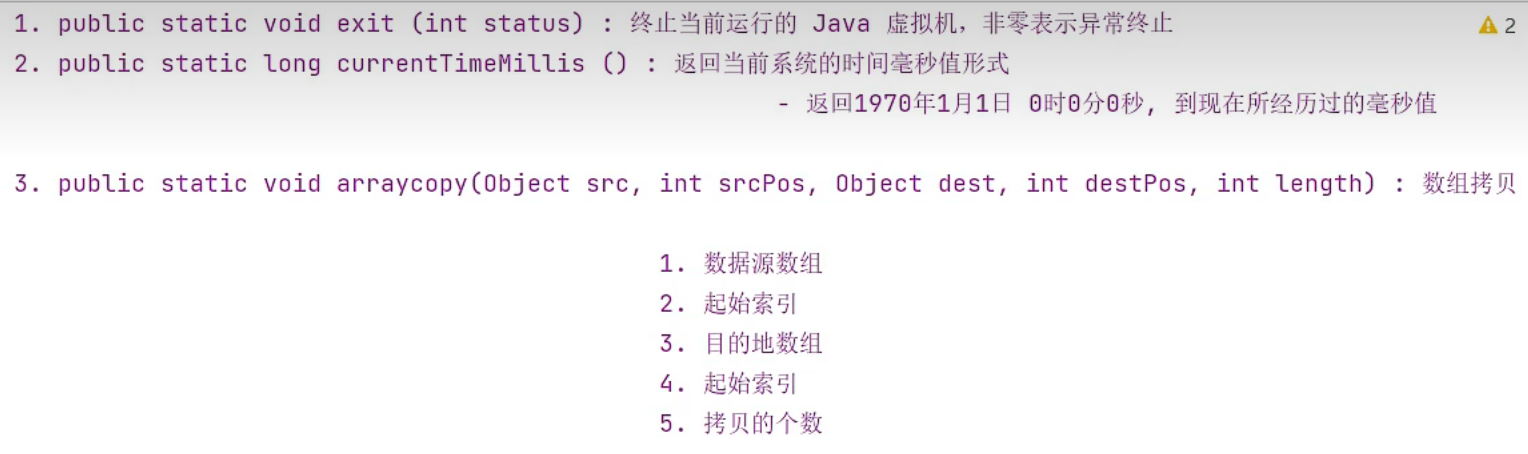 1. public static void exit (int status) : 终止当前运行的 Java 虚拟机，非零表示异常终止
2
2. public static long currentTimeMillis () : 返回当前系统的时间毫秒值形式
- 返回1970年1月1日 0时0分0秒, 到现在所经历过的毫秒值
3. public static void arraycopy(Object src, int srcPos, Object dest, int destPos, int length) : 数组拷贝
1. 数据源数组
2. 起始索引
3. 目的地数组
4. 起始索引
5. 拷贝的个数